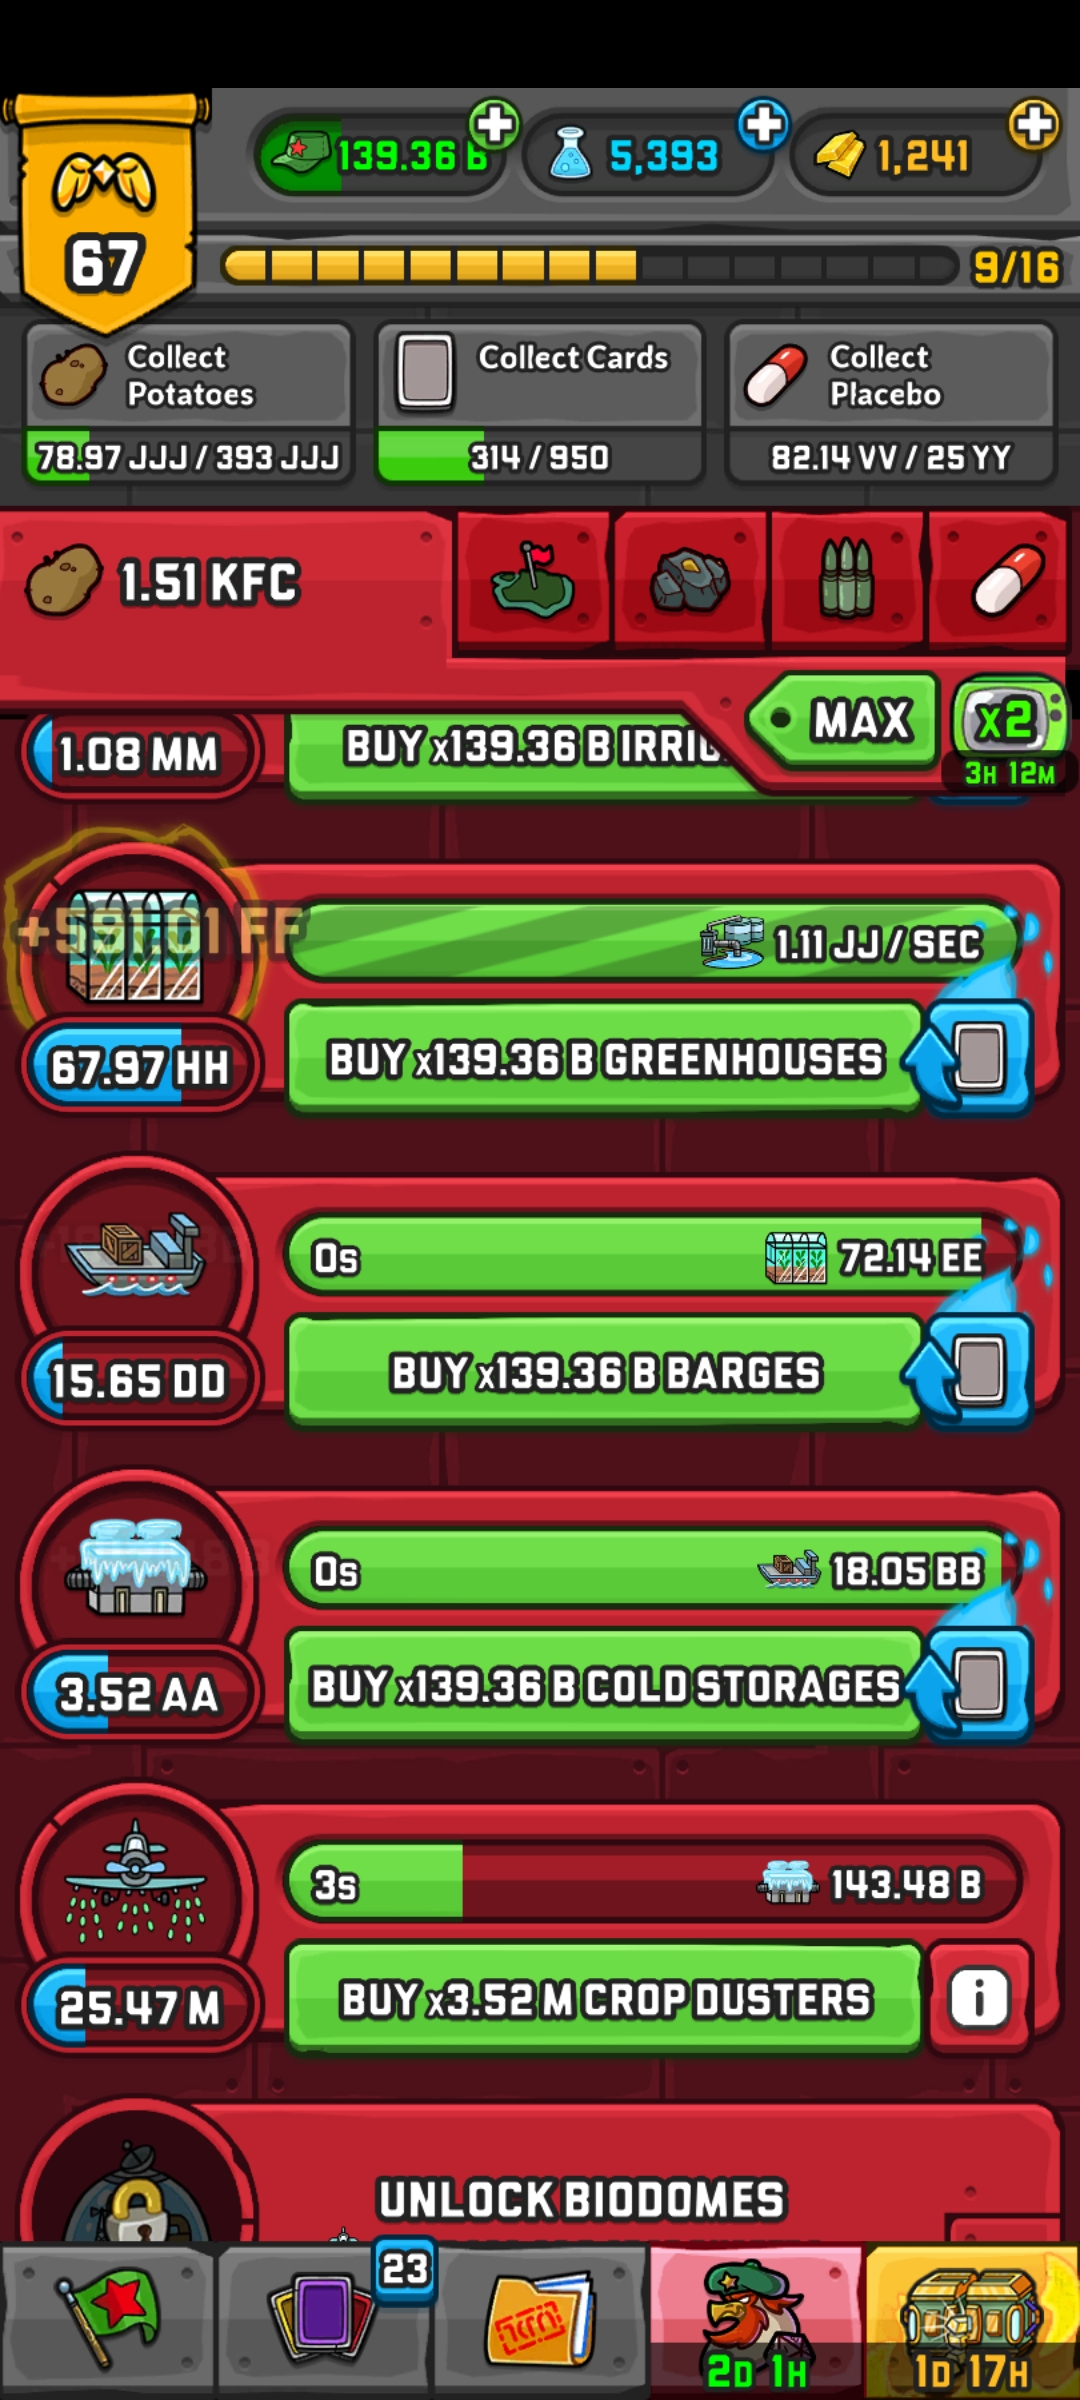 139.36 B
5,393
1,241
67
9/16
Collect Potatoes
78.97 JJJ / 393 JJJ
Collect Cards
314 / 950
Collect Placebo
82.14 VV / 25 YY
1.51 KFC
MAX
x2
3H 12M
1.08 MM
BUY x139.36 B IRRIG
1.11 JJ / SEC
67.97 HH
BUY x139.36 B GREENHOUSES
0s
72.14 EE
15.65 DD
BUY x139.36 B BARGES
0s
18.05 BB
3.52 AA
BUY x139.36 B COLD STORAGES
3s
143.48 B
25.47 M
BUY x3.52 M CROP DUSTERS
i
UNLOCK BIODOMES
23
2D 1H
1D 17H